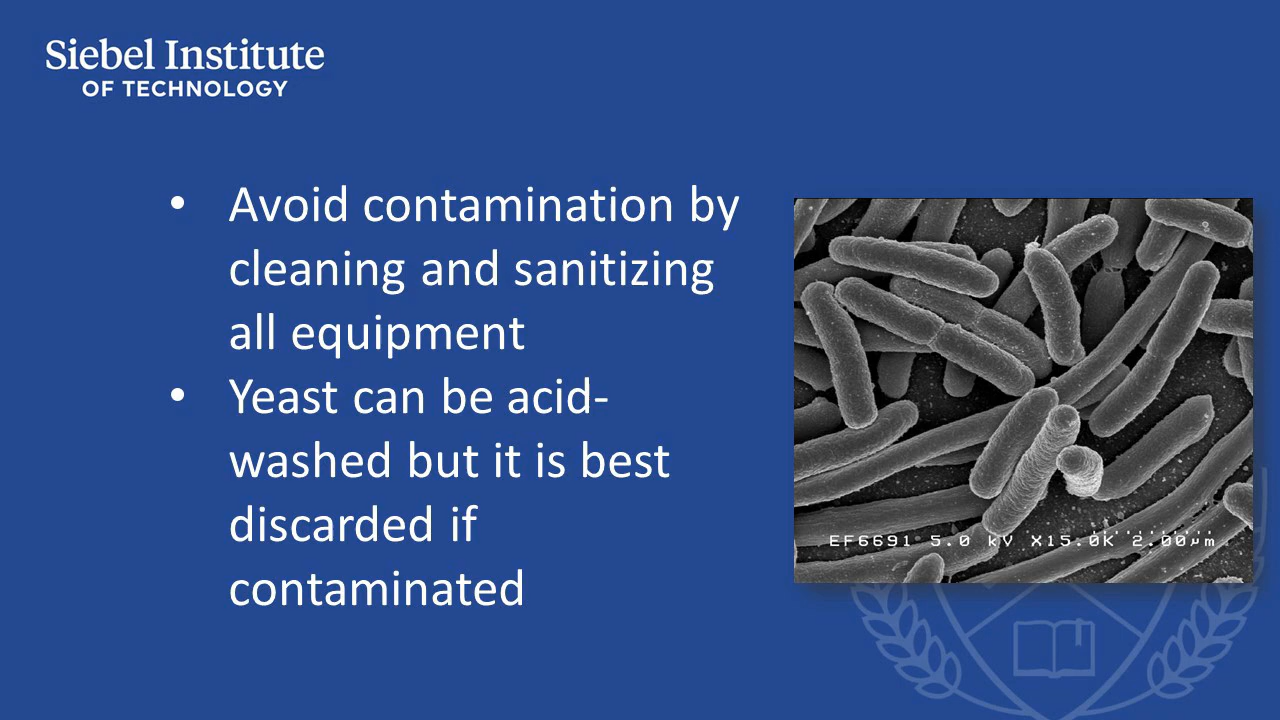 Siebel Institute
OF TECHNOLOGY
• Avoid contamination by
cleaning and sanitizing
all equipment
• Yeast can be acid-
washed but it is best
discarded if
contaminated
EF6691 5.0 kV X15.0K 2.00µm